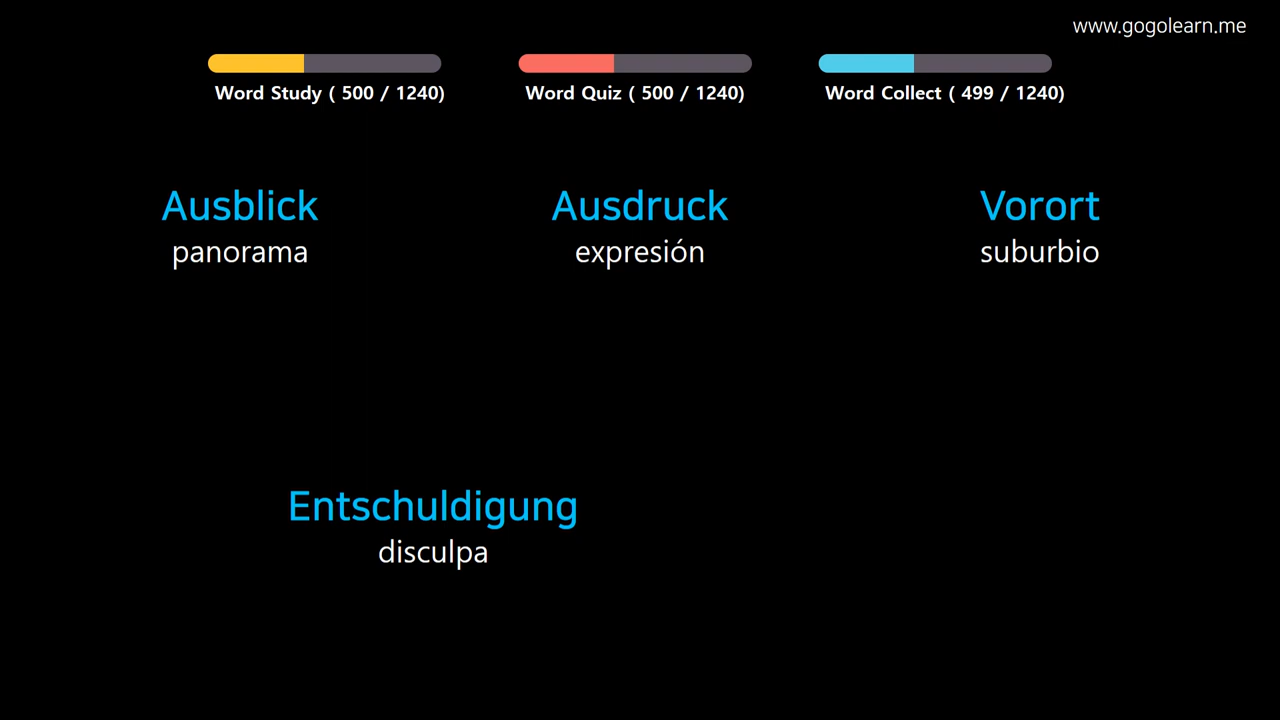 www.gogolearn.me
Word Study ( 500 / 1240)
Word Quiz ( 500 / 1240)
Word Collect ( 499 / 1240)
Ausblick
panorama
Ausdruck
expresión
Vorort
suburbio
Entschuldigung
disculpa